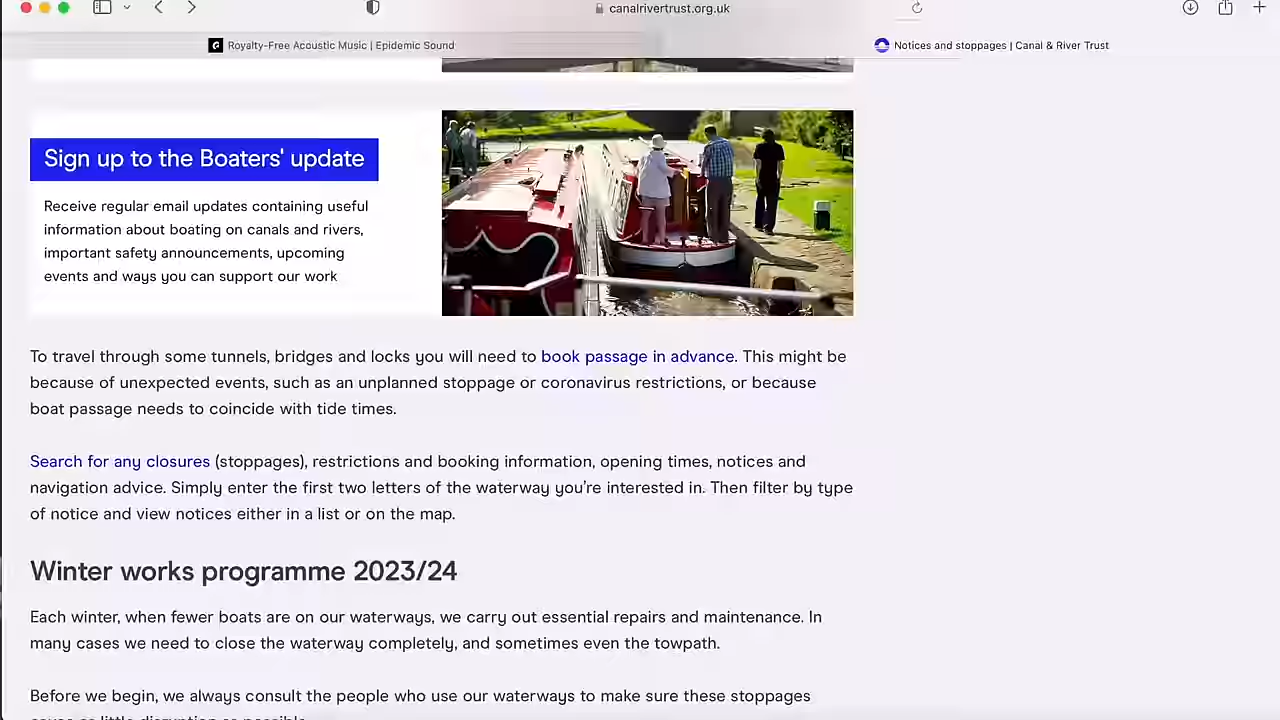 canalrivertrust.org.uk
Royalty-Free Acoustic Music | Epidemic Sound
Notices and stoppages | Canal & River Trust
Sign up to the Boaters' update
Receive regular email updates containing useful
information about boating on canals and rivers,
important safety announcements, upcoming
events and ways you can support our work
To travel through some tunnels, bridges and locks you will need to book passage in advance. This might be
because of unexpected events, such as an unplanned stoppage or coronavirus restrictions, or because
boat passage needs to coincide with tide times.
Search for any closures (stoppages), restrictions and booking information, opening times, notices and
navigation advice. Simply enter the first two letters of the waterway you're interested in. Then filter by type
of notice and view notices either in a list or on the map.
Winter works programme 2023/24
Each winter, when fewer boats are on our waterways, we carry out essential repairs and maintenance. In
many cases we need to close the waterway completely, and sometimes even the towpath.
Before we begin, we always consult the people who use our waterways to make sure these stoppages